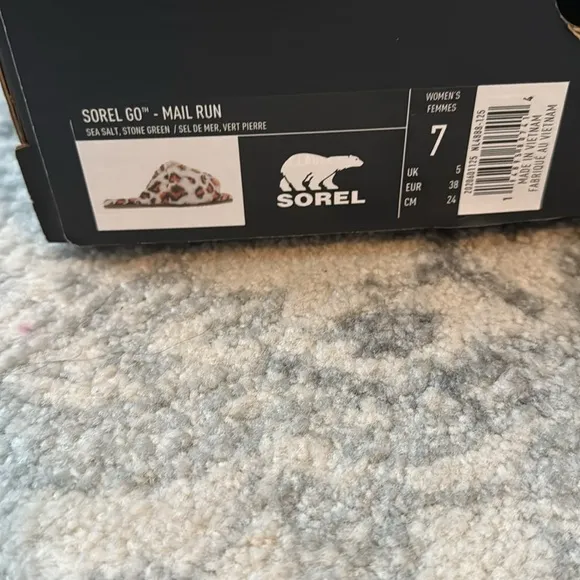 SOREL GO™ - MAIL RUN
SEA SALT, STONE GREEN / SEL DE MER, VERT PIERRE
SOREL
WOMEN'S
FEMMES
7
UK 5
EUR 38
CM 24
MADE IN VIETNAM
FABRIQUÉ AU VIETNAM